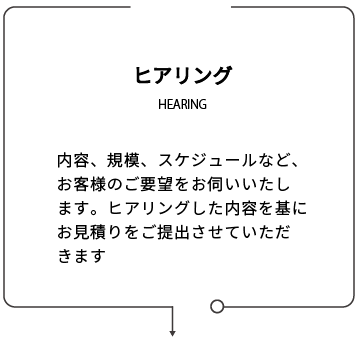 ヒアリング
HEARING
内容、規模、スケジュールなど、
お客様のご要望をお伺いいたし
ます。ヒアリングした内容を基に
お見積りをご提出させていただ
きます